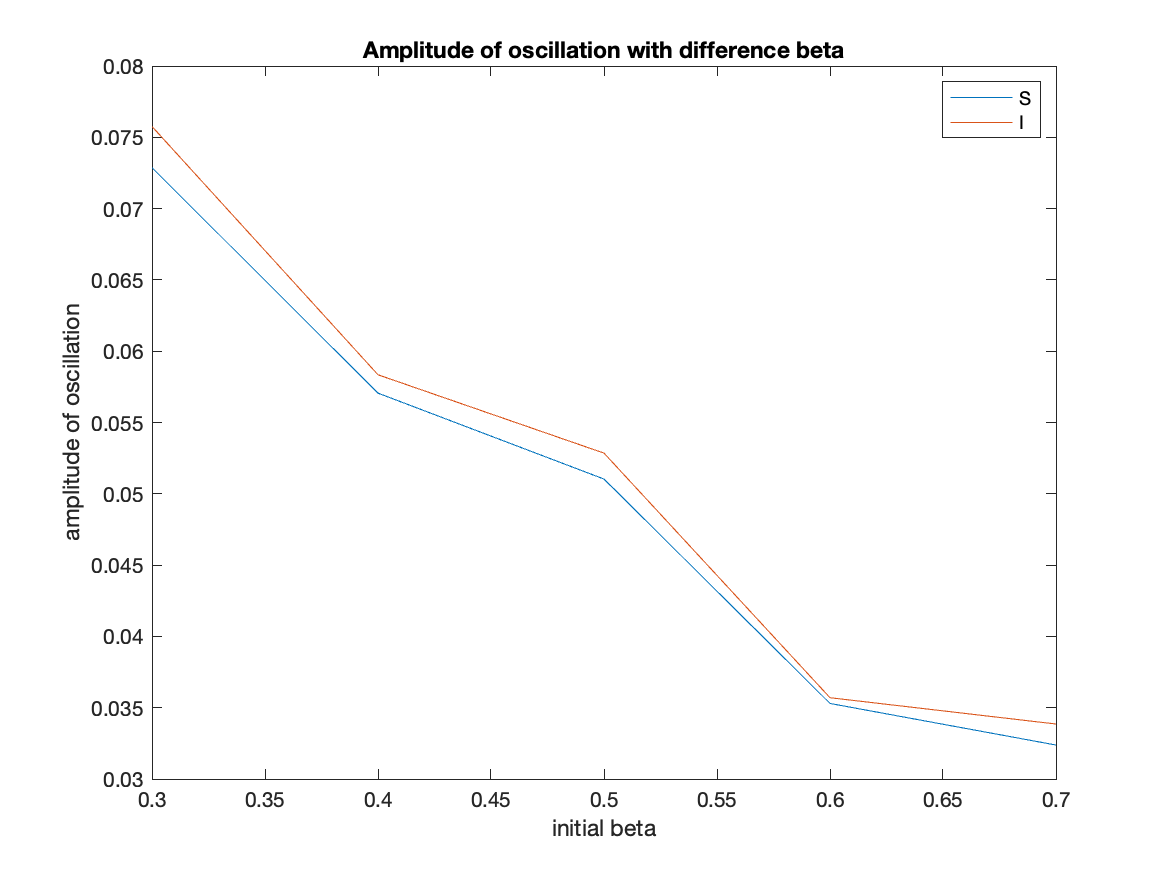 Amplitude of oscillation with difference beta
0.08
0.075
0.07
0.065
0.06
0.055
0.05
0.045
0.04
0.035
0.03
amplitude of oscillation
S
I
0.3 0.35 0.4 0.45 0.5 0.55 0.6 0.65 0.7
initial beta